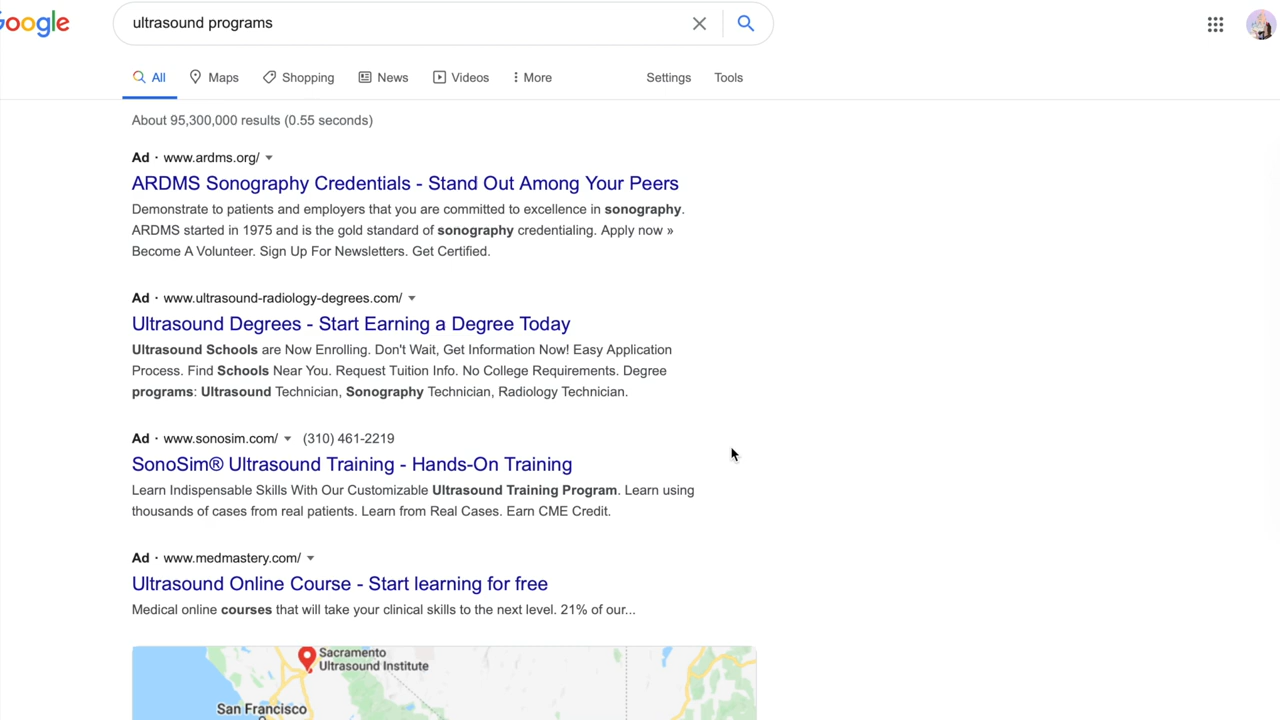 Google
ultrasound programs
All Maps Shopping News Videos More Settings Tools
About 95,300,000 results (0.55 seconds)
Ad · www.ardms.org/
ARDMS Sonography Credentials - Stand Out Among Your Peers
Demonstrate to patients and employers that you are committed to excellence in sonography.
ARDMS started in 1975 and is the gold standard of sonography credentialing. Apply now »
Become A Volunteer. Sign Up For Newsletters. Get Certified.
Ad · www.ultrasound-radiology-degrees.com/
Ultrasound Degrees - Start Earning a Degree Today
Ultrasound Schools are Now Enrolling. Don't Wait, Get Information Now! Easy Application
Process. Find Schools Near You. Request Tuition Info. No College Requirements. Degree
programs: Ultrasound Technician, Sonography Technician, Radiology Technician.
Ad · www.sonosim.com/ (310) 461-2219
SonoSim® Ultrasound Training - Hands-On Training
Learn Indispensable Skills With Our Customizable Ultrasound Training Program. Learn using
thousands of cases from real patients. Learn from Real Cases. Earn CME Credit.
Ad · www.medmastery.com/
Ultrasound Online Course - Start learning for free
Medical online courses that will take your clinical skills to the next level. 21% of our...
Sacramento
Ultrasound Institute
San Francisco